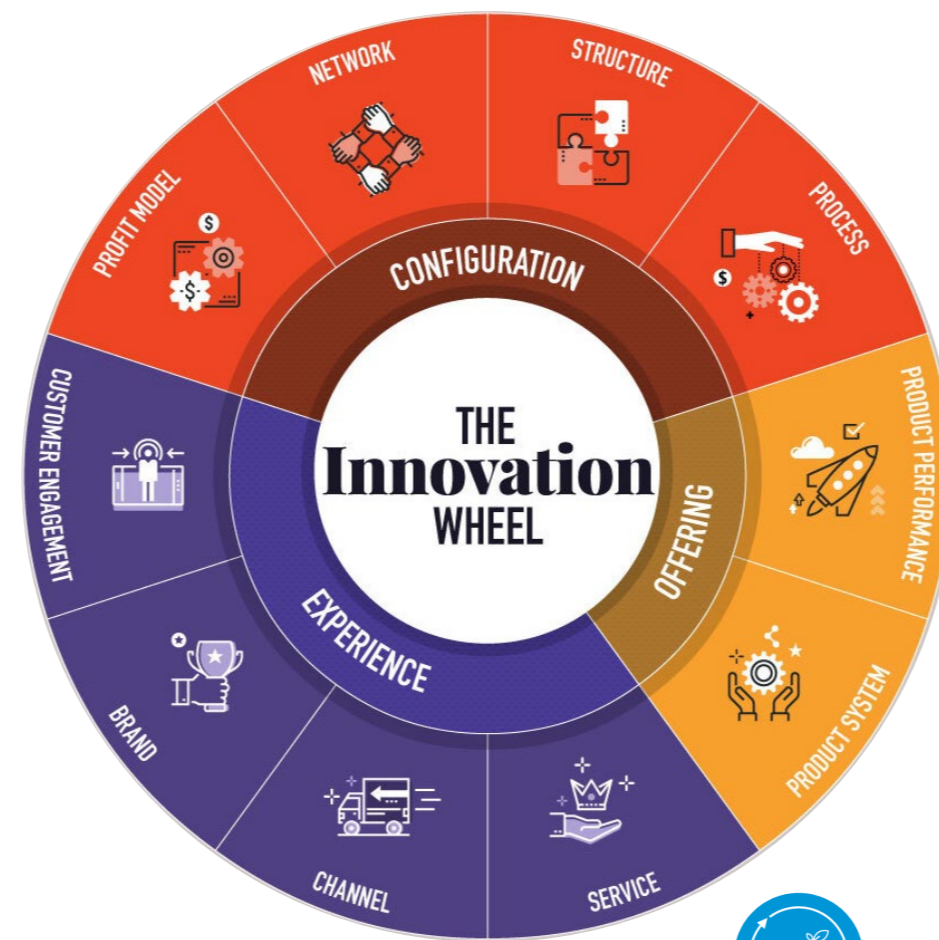 NETWORK
STRUCTURE
PROFIT MODEL
$
-$-
PROCESS
$
CONFIGURATION
CUSTOMER ENGAGEMENT
THE
Innovation
WHEEL
OFFERING
PRODUCT PERFORMANCE
EXPERIENCE
BRAND
PRODUCT SYSTEM
CHANNEL
SERVICE